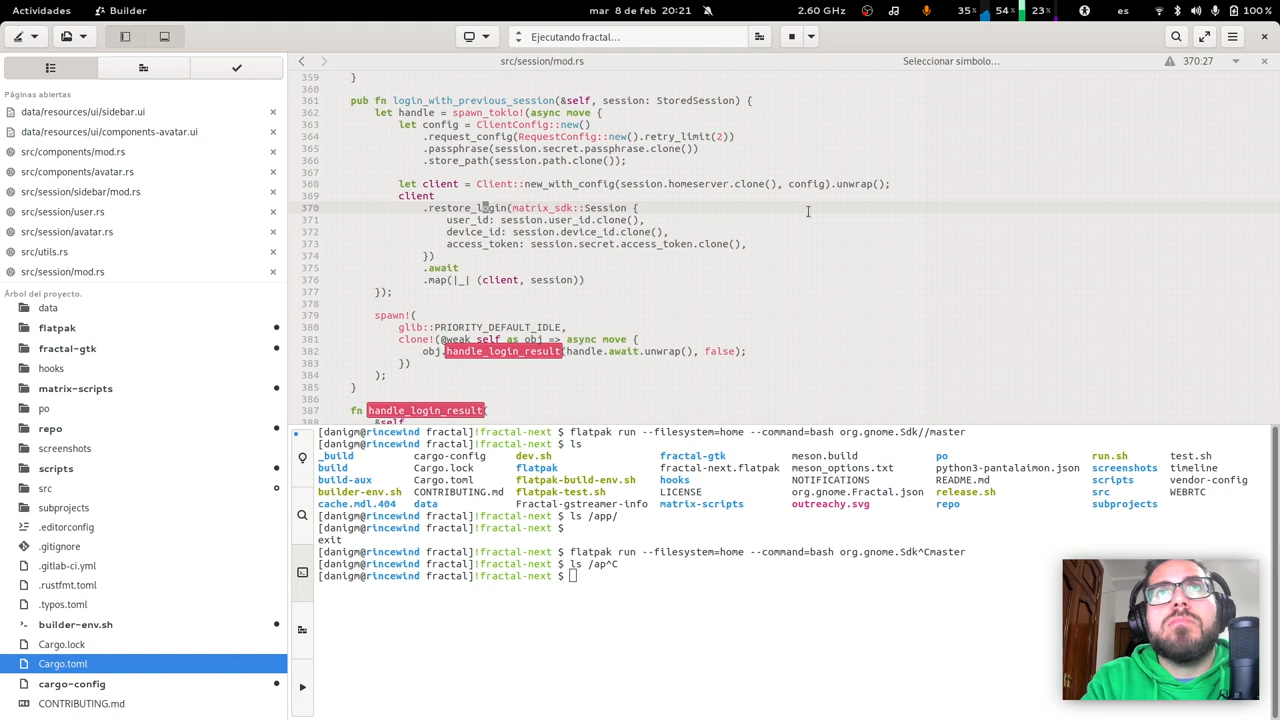 Actividades
Builder
mar 8 de feb 20:21
2.60 GHz
35%
54%
23%
es
100 %
Ejecutando fractal…
src/session/mod.rs
Seleccionar símbolo…
370:27
Páginas abiertas
data/resources/ui/sidebar.ui
data/resources/ui/components-avatar.ui
src/components/mod.rs
src/components/avatar.rs
src/session/sidebar/mod.rs
src/session/user.rs
src/session/avatar.rs
src/utils.rs
src/session/mod.rs
Árbol del proyecto.
data
flatpak
fractal-gtk
hooks
matrix-scripts
po
repo
screenshots
scripts
src
subprojects
.editorconfig
.gitignore
.gitlab-ci.yml
.rustfmt.toml
.typos.toml
builder-env.sh
Cargo.lock
Cargo.toml
cargo-config
CONTRIBUTING.md
359 }
360
361 pub fn login_with_previous_session(&self, session: StoredSession) {
362 let handle = spawn_tokio!(async move {
363 let config = ClientConfig::new()
364 .request_config(RequestConfig::new().retry_limit(2))
365 .passphrase(session.secret.passphrase.clone())
366 .store_path(session.path.clone());
368 let client = Client::new_with_config(session.homeserver.clone(), config).unwrap();
369 client
370 .restore_login(matrix_sdk::Session {
371 user_id: session.user_id.clone(),
372 device_id: session.device_id.clone(),
373 access_token: session.secret.access_token.clone(),
374 })
375 .await
376 .map(|_| (client, session))
377 });
378
379 spawn!(
380 glib::PRIORITY_DEFAULT_IDLE,
381 clone!(@weak self as obj => async move {
382 obj.handle_login_result(handle.await.unwrap(), false);
383 })
384 );
385 }
386
387 fn handle_login_result(
388 &self,
[danigm@rincewind fractal]!fractal-next $ flatpak run --filesystem=home --command=bash org.gnome.Sdk//master
[danigm@rincewind fractal]!fractal-next $ ls
_build cargo-config dev.sh fractal-gtk meson.build po run.sh test.sh
build Cargo.lock flatpak fractal-next.flatpak meson_options.txt python3-pantalaimon.json screenshots timeline
build-aux Cargo.toml flatpak-build-env.sh hooks NOTIFICATIONS README.md scripts vendor-config
builder-env.sh CONTRIBUTING.md flatpak-test.sh LICENSE org.gnome.Fractal.json release.sh src WEBRTC
cache.mdl.404 data Fractal-gstreamer-info matrix-scripts outreachy.svg repo subprojects
[danigm@rincewind fractal]!fractal-next $ ls /app/
[danigm@rincewind fractal]!fractal-next $
exit
[danigm@rincewind fractal]!fractal-next $ flatpak run --filesystem=home --command=bash org.gnome.Sdk^Cmaster
[danigm@rincewind fractal]!fractal-next $ ls /ap^C
[danigm@rincewind fractal]!fractal-next $